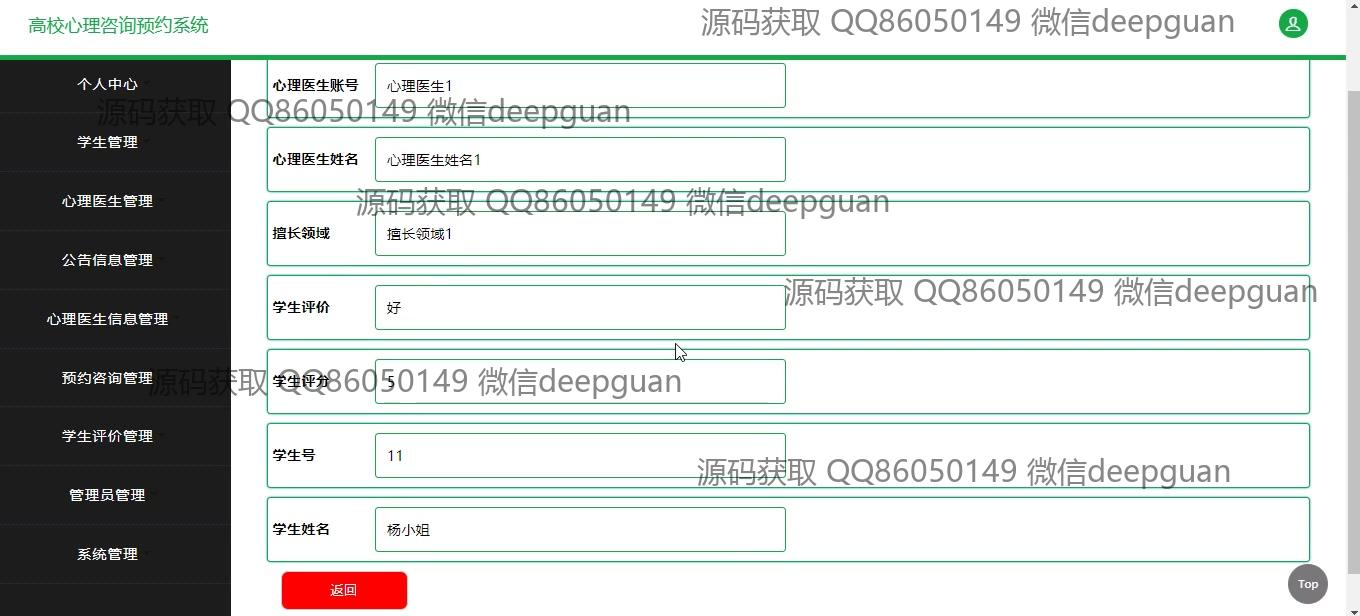 高校心理咨询预约系统
源码获取 QQ86050149 微信deepguan
个人中心
心理医生账号
心理医生1
源码获取 QQ86050149 微信deepguan
学生管理
心理医生姓名
心理医生姓名1
心理医生管理
源码获取 QQ86050149 微信deepguan
擅长领域
擅长领域1
公告信息管理
源码获取 QQ86050149 微信deepguan
学生评价
好
心理医生信息管理
预约咨询管理
源码获取 QQ86050149 微信deepguan
学生评分
5
学生评价管理
学生号
11
源码获取 QQ86050149 微信deepguan
管理员管理
学生姓名
杨小姐
系统管理
返回
Top